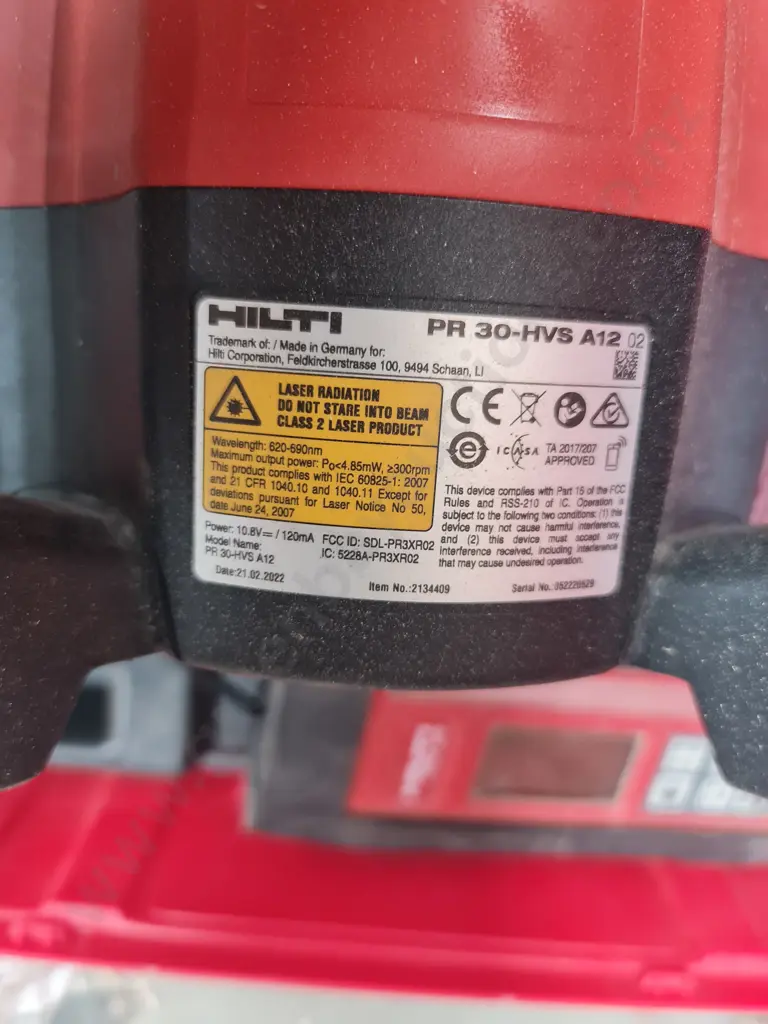 HILTI
PR 30-HVS A12 02
Trademark of: / Made in Germany for:
Hilti Corporation, Feldkircherstrasse 100, 9494 Schaan, LI
LASER RADIATION
DO NOT STARE INTO BEAM
CLASS 2 LASER PRODUCT
Wavelength: 620-690nm
Maximum output power: Po<4.85mW, ≥300rpm
This product complies with IEC 60825-1: 2007
and 21 CFR 1040.10 and 1040.11 Except for
deviations pursuant for Laser Notice No 50,
date June 24, 2007
CE
ICASA
TA 2017/207
APPROVED
This device complies with Part 15 of the FCC
Rules and RSS-210 of IC. Operation is
subject to the following two conditions: (1) this
device may not cause harmful interference,
and (2) this device must accept any
interference received, including interference
that may cause undesired operation.
Power: 10.8V⎓ / 120mA
Model Name:
PR 30-HVS A12
FCC ID: SDL-PR3XR02
IC: 5228A-PR3XR02
Date:21.02.2022
Item No.:2134409
Serial No.:052220529